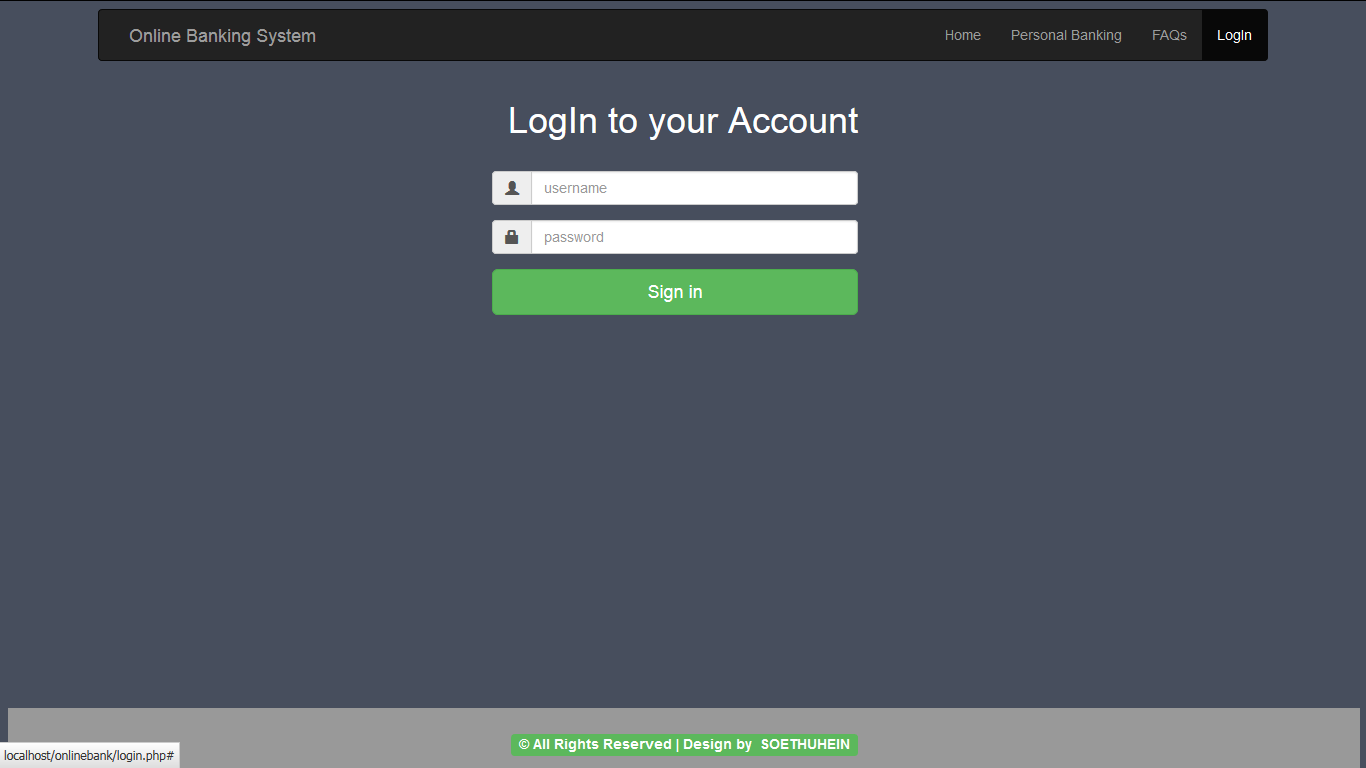 Online Banking System Home Personal Banking FAQs LogIn
LogIn to your Account
username
password
Sign in
© All Rights Reserved | Design by SOETHUHEIN
localhost/onlinebank/login.php#